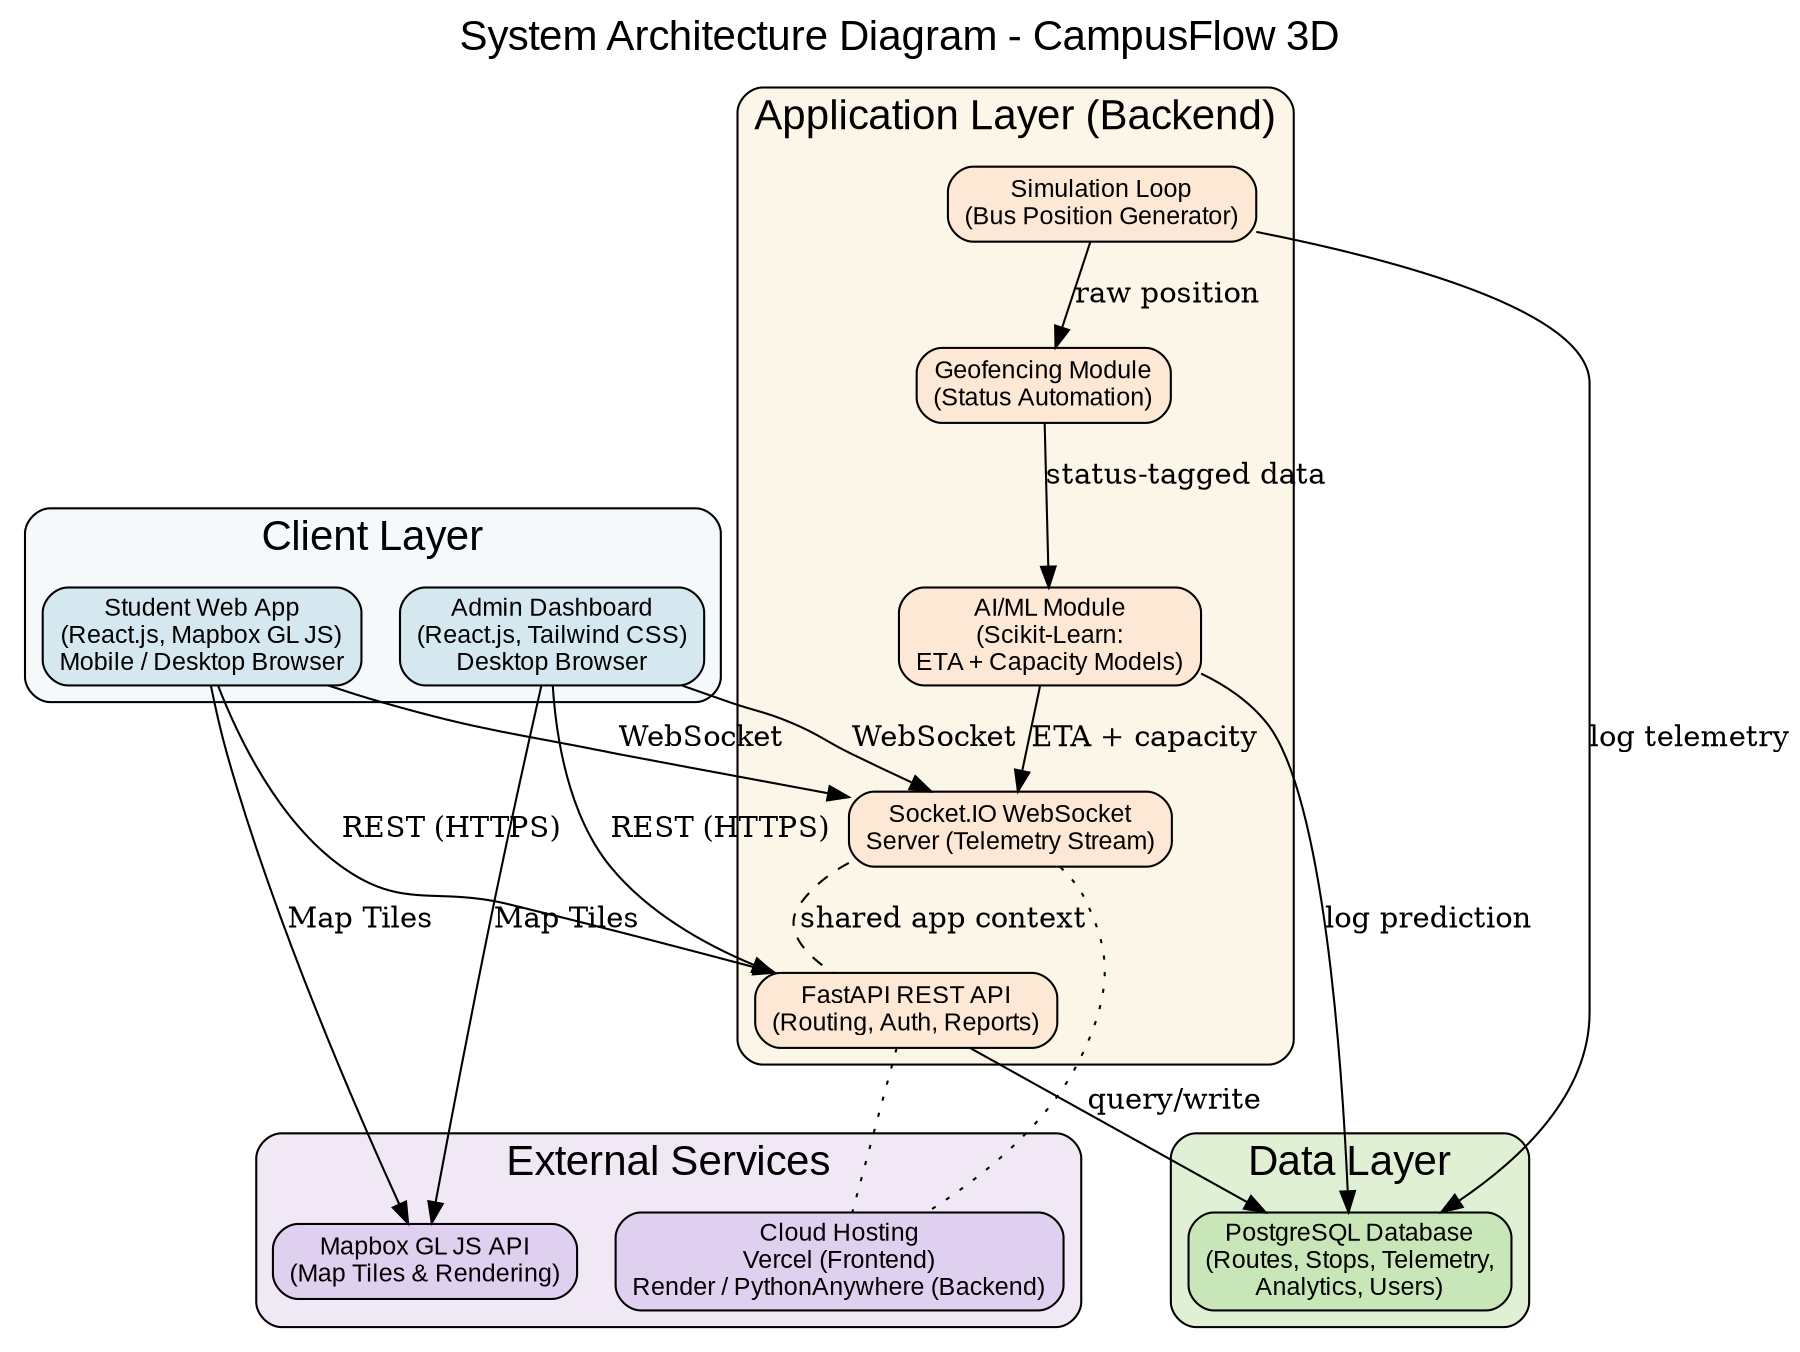 System Architecture Diagram - CampusFlow 3D
Application Layer (Backend)
Simulation Loop
(Bus Position Generator)
raw position
Geofencing Module
(Status Automation)
status-tagged data
Client Layer
Student Web App
(React.js, Mapbox GL JS)
Mobile / Desktop Browser
Admin Dashboard
(React.js, Tailwind CSS)
Desktop Browser
AI/ML Module
(Scikit-Learn:
ETA + Capacity Models)
WebSocket
WebSocket
ETA + capacity
log telemetry
REST (HTTPS)
REST (HTTPS)
Socket.IO WebSocket
Server (Telemetry Stream)
Map Tiles
Map Tiles
shared app context
log prediction
FastAPI REST API
(Routing, Auth, Reports)
query/write
External Services
Mapbox GL JS API
(Map Tiles & Rendering)
Cloud Hosting
Vercel (Frontend)
Render / PythonAnywhere (Backend)
Data Layer
PostgreSQL Database
(Routes, Stops, Telemetry,
Analytics, Users)